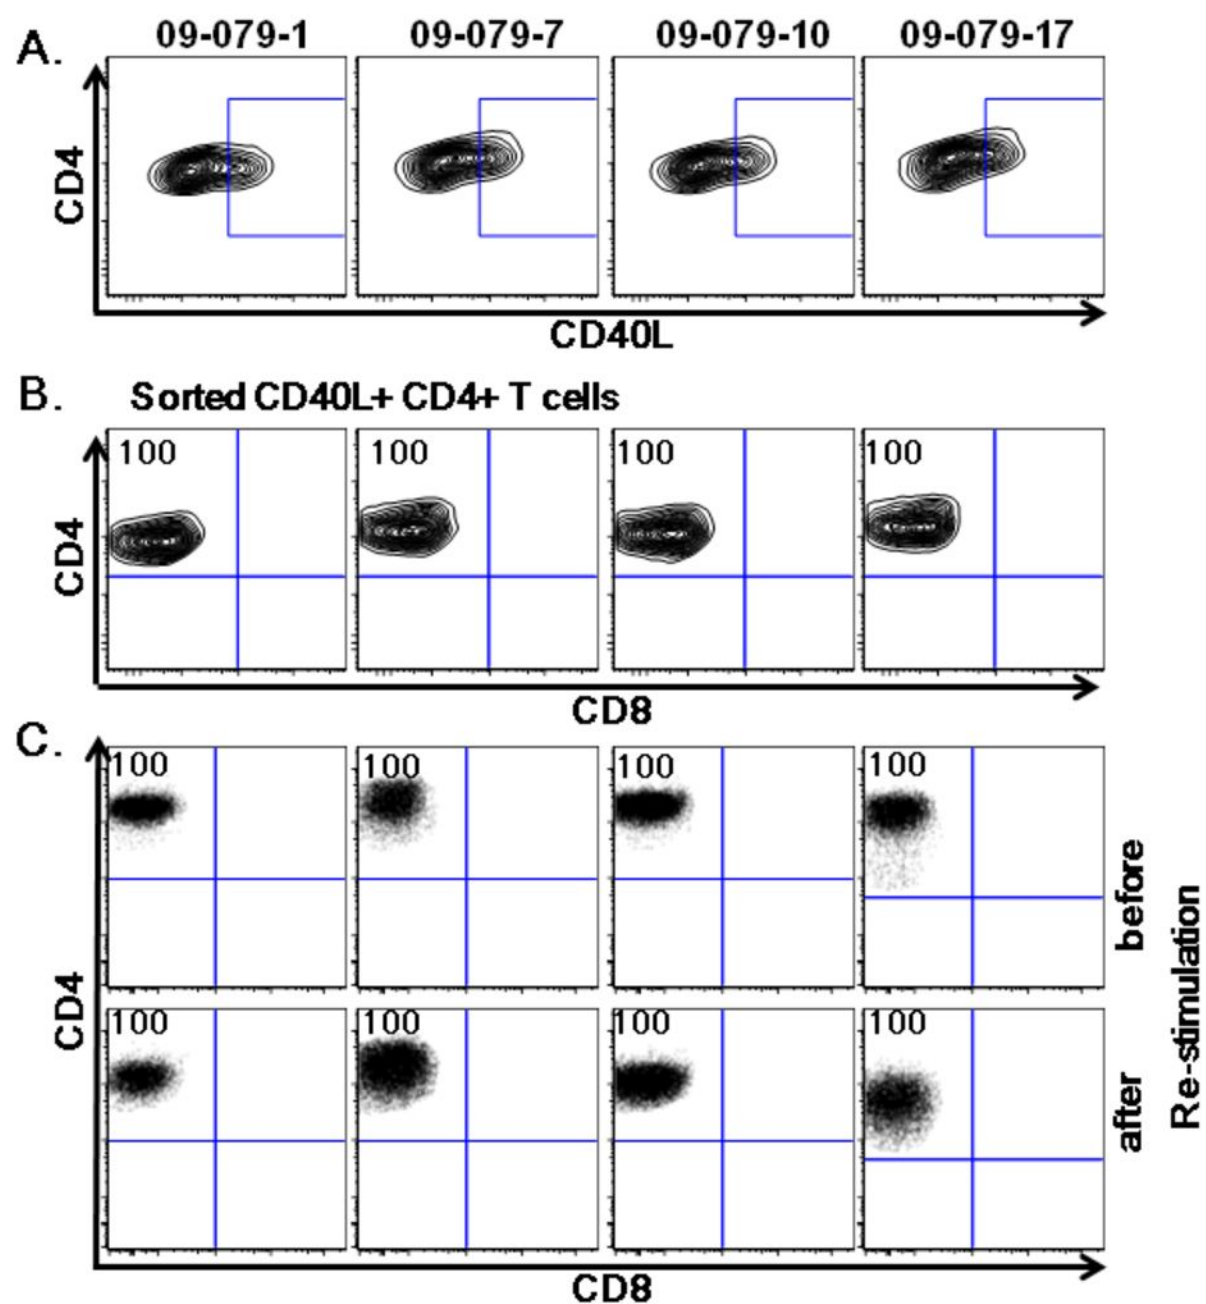 A.
09-079-1 09-079-7 09-079-10 09-079-17
CD4
CD40L
B.
Sorted CD40L+ CD4+ T cells
100 100 100 100
CD4
CD8
C.
100 100 100 100
before
100 100 100 100
after
Re-stimulation
CD4
CD8